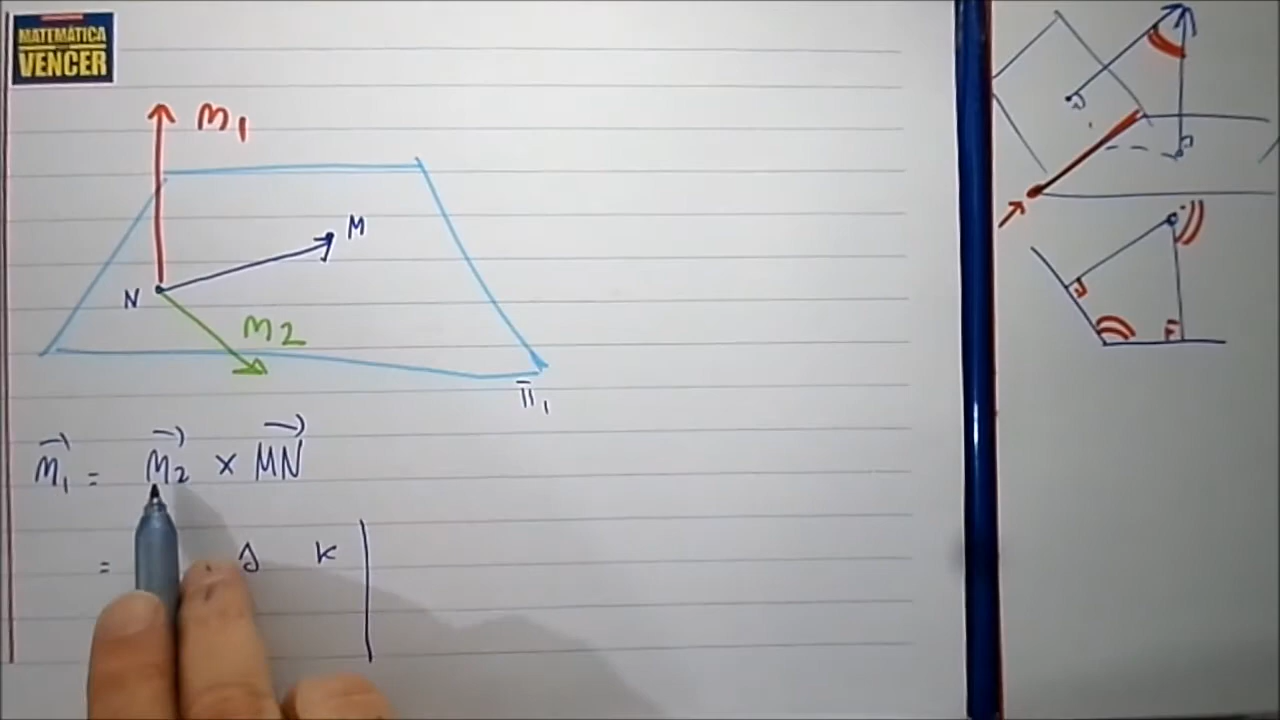 MATEMÁTICA
VENCER
m1
M
N
m2
π1
m1 = m2 × MN
= j k